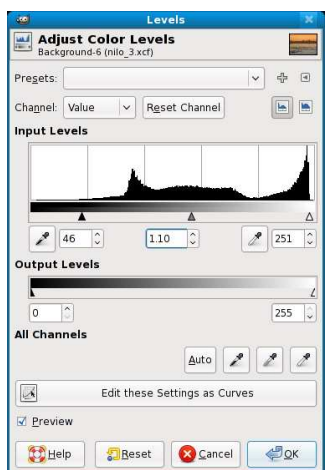 Levels
Adjust Color Levels
Background-6 (nilo_3.xcf)
Presets:
Channel: Value Reset Channel
Input Levels
46 1.10 251
Output Levels
0 255
All Channels
Auto
Edit these Settings as Curves
Preview
Help Reset Cancel OK